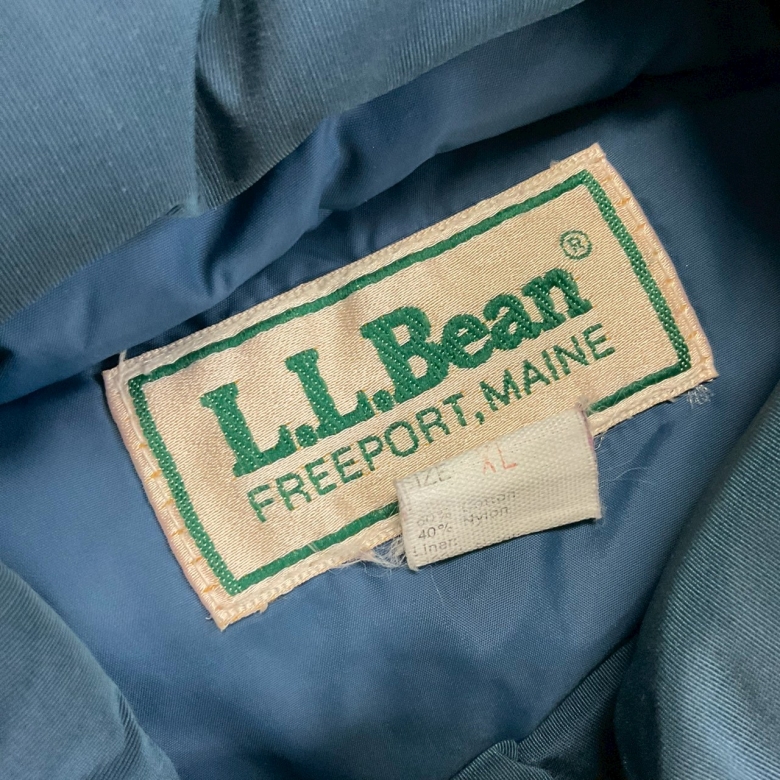 L.L.Bean®
FREEPORT, MAINE
SIZE XL
60% Cotton
40% Nylon
Liner: